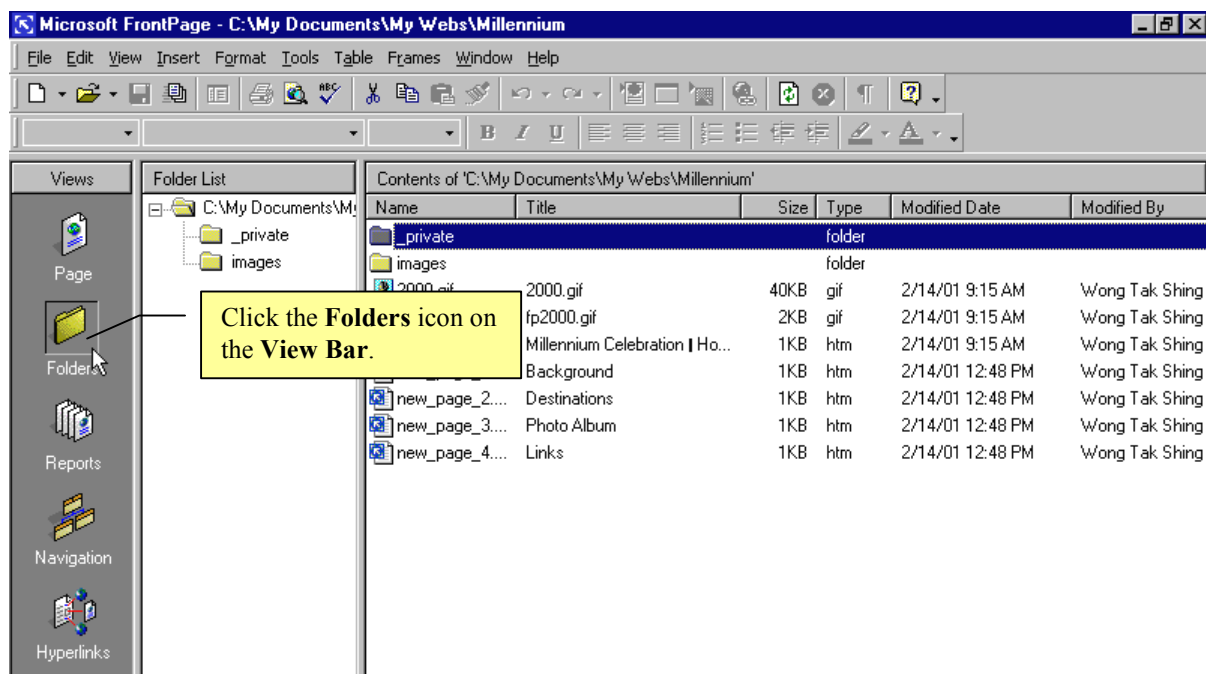 Microsoft FrontPage - C:\My Documents\My Webs\Millennium
File Edit View Insert Format Tools Table Frames Window Help
ABC
B I U A
Views
Folder List
Contents of 'C:\My Documents\My Webs\Millennium'
C:\My Documents\M
Name Title Size Type Modified Date Modified By
_private
_private folder
images
images folder
Page
2000.gif 2000.gif 40KB gif 2/14/01 9:15 AM Wong Tak Shing
fp2000.gif 2KB gif 2/14/01 9:15 AM Wong Tak Shing
Millennium Celebration | Ho... 1KB htm 2/14/01 9:15 AM Wong Tak Shing
Background 1KB htm 2/14/01 12:48 PM Wong Tak Shing
new_page_2.... Destinations 1KB htm 2/14/01 12:48 PM Wong Tak Shing
new_page_3.... Photo Album 1KB htm 2/14/01 12:48 PM Wong Tak Shing
new_page_4.... Links 1KB htm 2/14/01 12:48 PM Wong Tak Shing
Click the Folders icon on
the View Bar.
Folders
Reports
Navigation
Hyperlinks